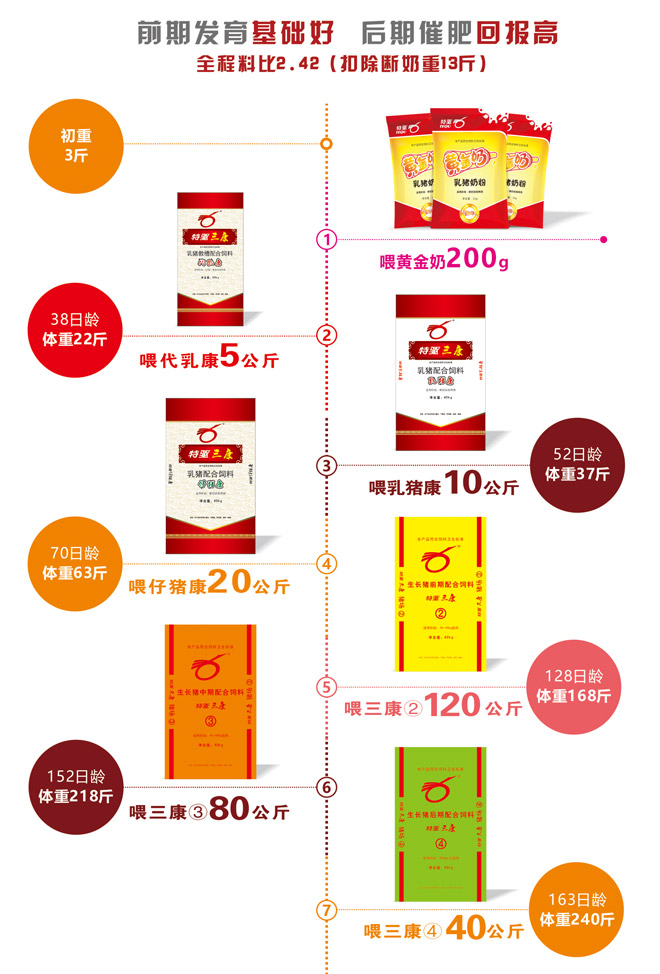 前期发育基础好 后期催肥回报高
全程料比2.42（扣除断奶重13斤）
初重
3斤
特驱
黄金奶
乳猪奶粉
1
喂黄金奶200g
特驱 三康
乳猪教槽配合饲料
38日龄
体重22斤
2
喂代乳康5公斤
特驱 三康
乳猪配合饲料
乳猪康
3
喂乳猪康10公斤
52日龄
体重37斤
特驱 三康
乳猪配合饲料
仔猪康
70日龄
体重63斤
4
喂仔猪康20公斤
生长猪前期配合饲料
特驱 三康
②
5
喂三康②120公斤
128日龄
体重168斤
生长猪中期配合饲料
特驱 三康
③
152日龄
体重218斤
6
喂三康③80公斤
生长猪后期配合饲料
特驱 三康
④
7
喂三康④40公斤
163日龄
体重240斤